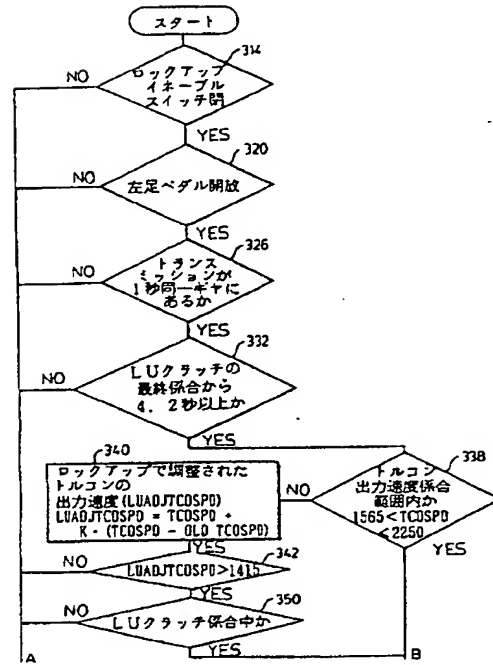 スタート
314
NO
ロックアップ
イネーブル
スイッチ閉
YES
320
NO
左足ペダル開放
YES
326
NO
トランス
ミッションが
1秒同一ギヤに
あるか
YES
332
NO
LUクラッチの
最終係合から
4.2秒以上か
YES
340
ロックアップで調整された
トルコンの
出力速度(LUADJTCOSPD)
LUADJTCOSPD = TCOSPD +
K・(TCOSPD - OLD TCOSPD)
NO
338
トルコン
出力速度係合
範囲内か
1565<TCOSPD
<2250
YES
YES
342
NO
LUADJTCOSPD>1415
YES
350
NO
LUクラッチ係合中か
YES
A
B